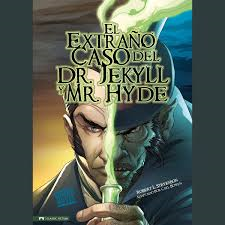 EL
EXTRAÑO
CASO DEL
DR. JEKYLL
Y MR. HYDE
ROBERT L. STEVENSON